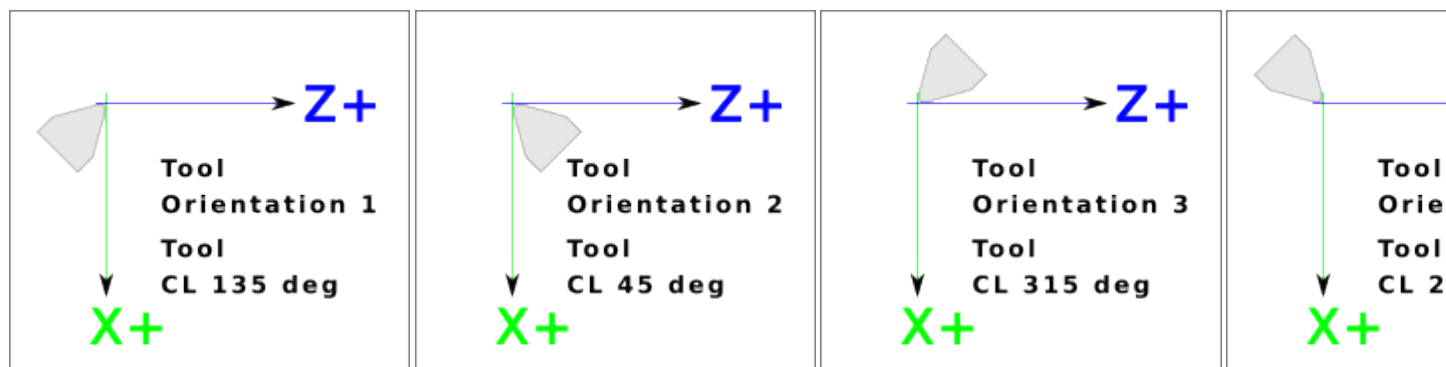 Z+
Tool
Orientation 1
Tool
CL 135 deg
X+
Z+
Tool
Orientation 2
Tool
CL 45 deg
X+
Z+
Tool
Orientation 3
Tool
CL 315 deg
X+
Tool
Tool
CL
X+